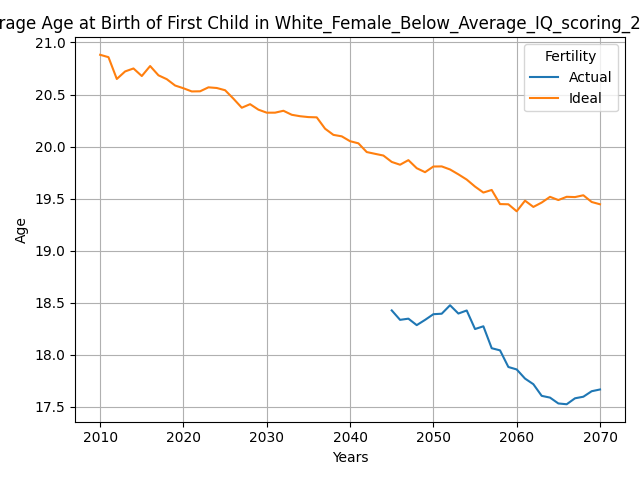 rage Age at Birth of First Child in White_Female_Below_Average_IQ_scoring_2
Fertility
Actual
Ideal
Age
21.0
20.5
20.0
19.5
19.0
18.5
18.0
17.5
2010 2020 2030 2040 2050 2060 2070
Years